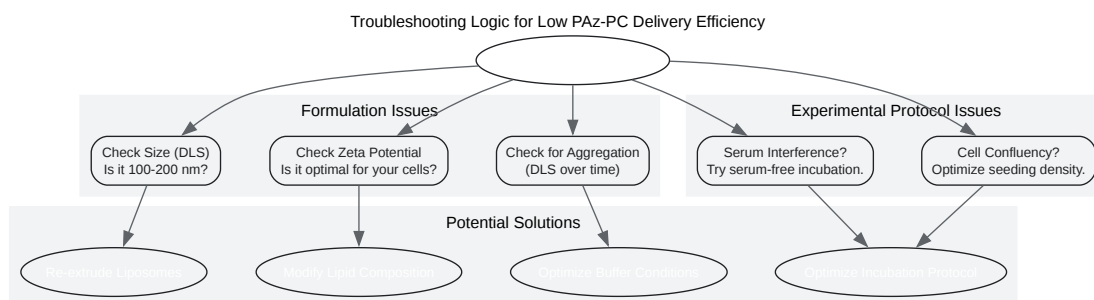 Troubleshooting Logic for Low PAz-PC Delivery Efficiency
Formulation Issues
Experimental Protocol Issues
Check Size (DLS)
Is it 100-200 nm?
Check Zeta Potential
Is it optimal for your cells?
Check for Aggregation
(DLS over time)
Serum Interference?
Try serum-free incubation.
Cell Confluency?
Optimize seeding density.
Potential Solutions
Re-extrude Liposomes
Modify Lipid Composition
Optimize Buffer Conditions
Optimize Incubation Protocol